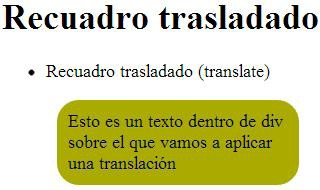 Recuadro trasladado
Recuadro trasladado (translate)
Esto es un texto dentro de div
sobre el que vamos a aplicar
una translación